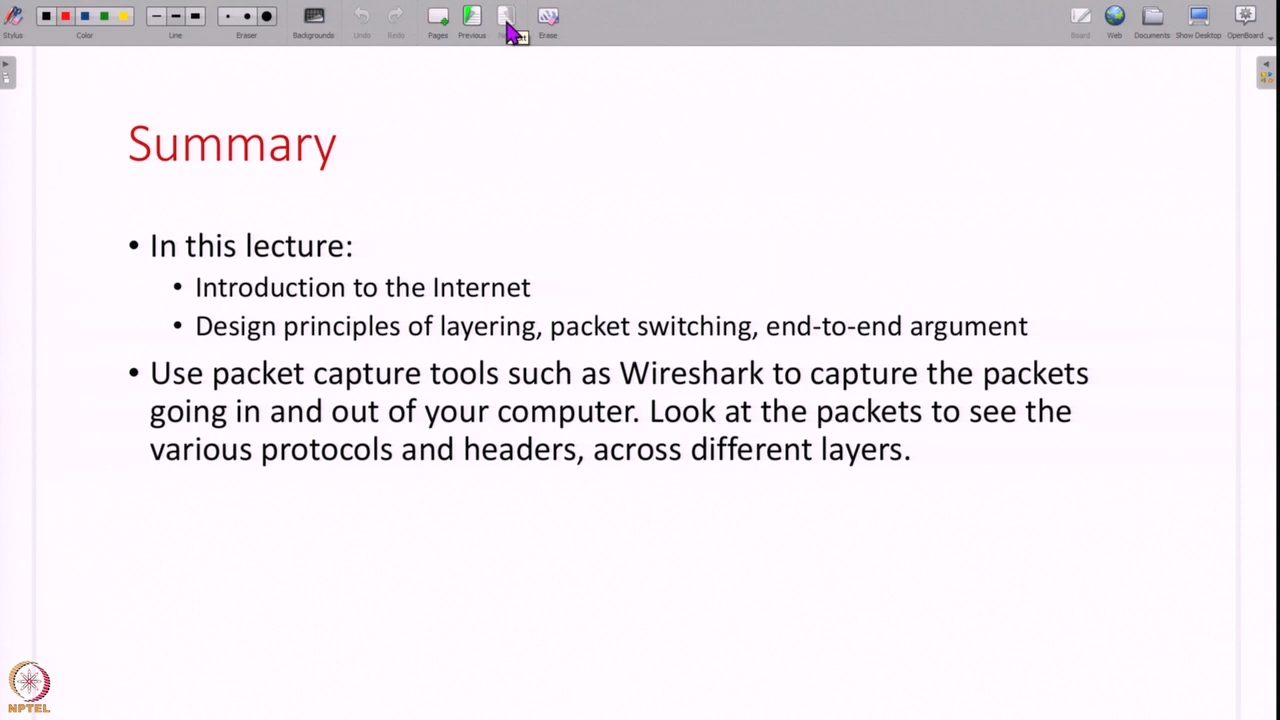 Stylus
Color
Line
Eraser
Backgrounds
Undo
Redo
Pages
Previous
Erase
Board
Web
Documents
Show Desktop
OpenBoard
Summary
• In this lecture:
• Introduction to the Internet
• Design principles of layering, packet switching, end-to-end argument
• Use packet capture tools such as Wireshark to capture the packets
going in and out of your computer. Look at the packets to see the
various protocols and headers, across different layers.
NPTEL